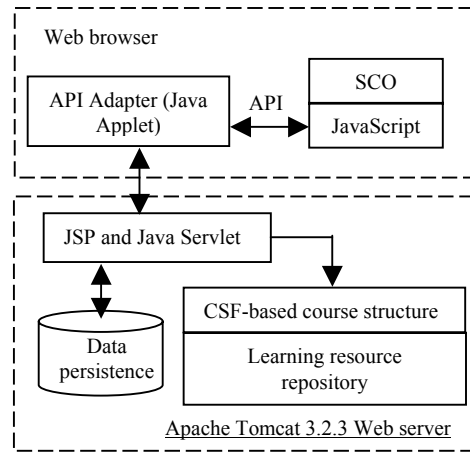 Web browser
API Adapter (Java
Applet)
API
SCO
JavaScript
JSP and Java Servlet
Data
persistence
CSF-based course structure
Learning resource
repository
Apache Tomcat 3.2.3 Web server